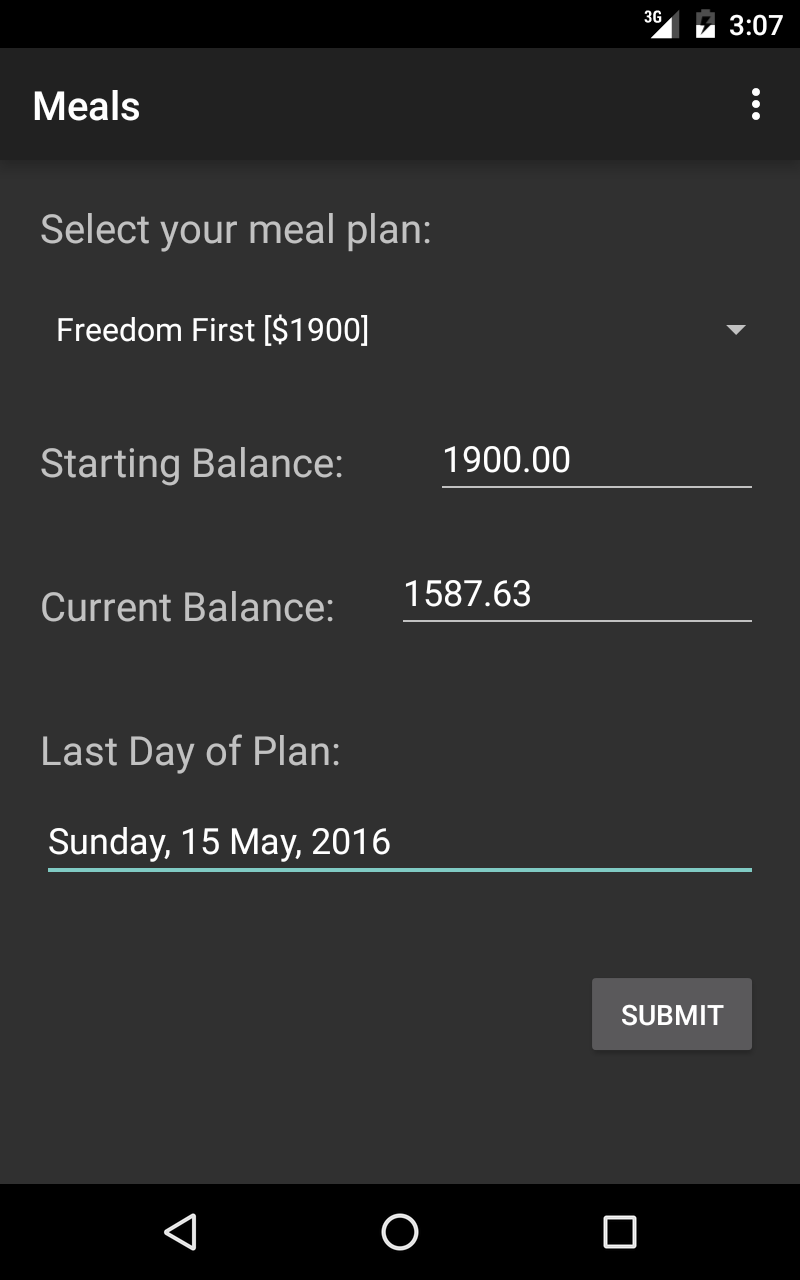 3G 3:07
Meals
Select your meal plan:
Freedom First [$1900]
Starting Balance: 1900.00
Current Balance: 1587.63
Last Day of Plan:
Sunday, 15 May, 2016
SUBMIT